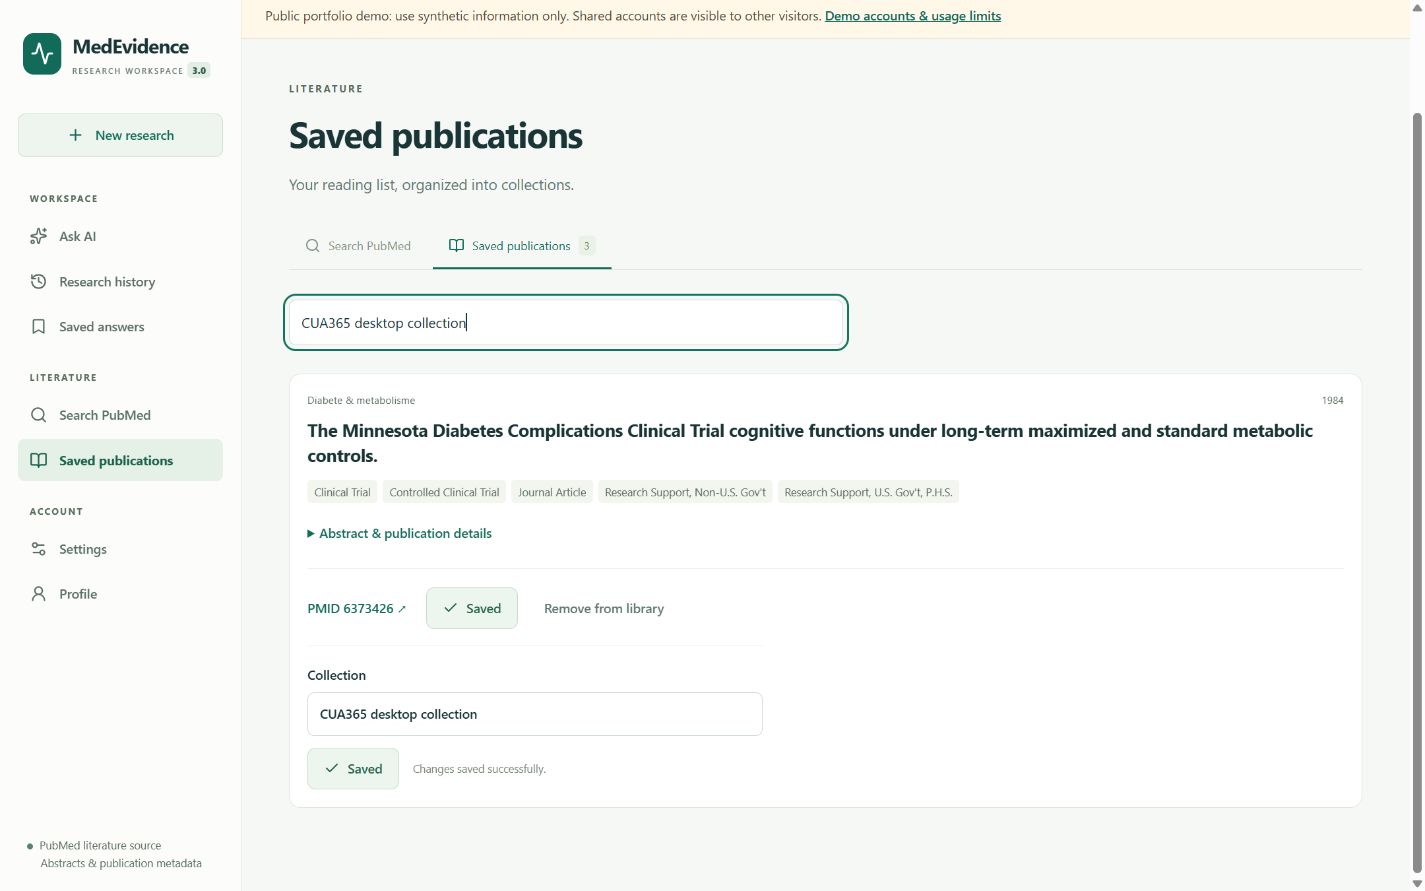 Public portfolio demo: use synthetic information only. Shared accounts are visible to other visitors. Demo accounts & usage limits
MedEvidence
RESEARCH WORKSPACE 3.0
New research
WORKSPACE
Ask AI
Research history
Saved answers
LITERATURE
Search PubMed
Saved publications
ACCOUNT
Settings
Profile
PubMed literature source
Abstracts & publication metadata
LITERATURE
Saved publications
Your reading list, organized into collections.
Search PubMed
Saved publications 3
CUA365 desktop collection
Diabete & metabolisme
1984
The Minnesota Diabetes Complications Clinical Trial cognitive functions under long-term maximized and standard metabolic
controls.
Clinical Trial Controlled Clinical Trial Journal Article Research Support, Non-U.S. Gov't Research Support, U.S. Gov't, P.H.S.
Abstract & publication details
PMID 6373426 ↗ Saved Remove from library
Collection
CUA365 desktop collection
Saved Changes saved successfully.